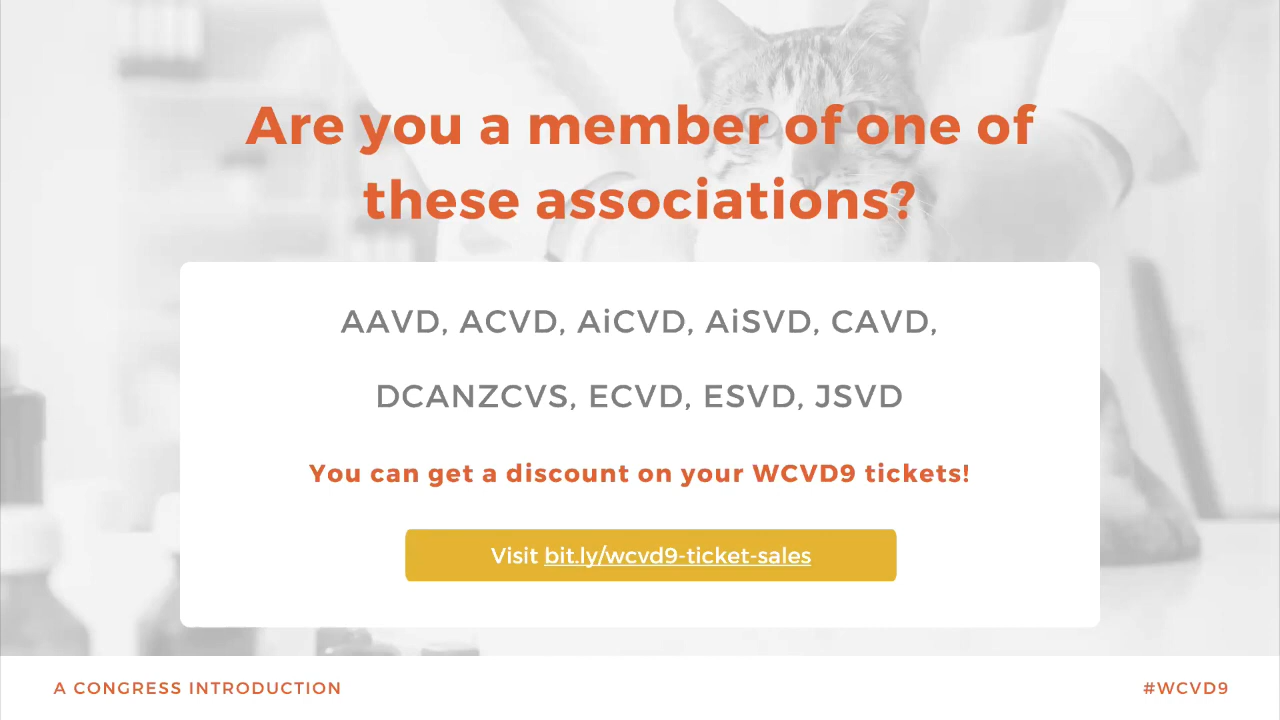 Are you a member of one of
these associations?
AAVD, ACVD, AiCVD, AiSVD, CAVD,
DCANZCVS, ECVD, ESVD, JSVD
You can get a discount on your WCVD9 tickets!
Visit bit.ly/wcvd9-ticket-sales
A CONGRESS INTRODUCTION
#WCVD9